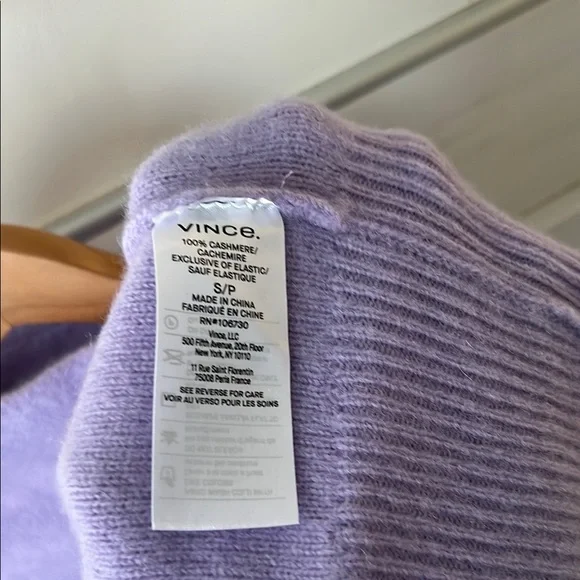 VINCE.
100% CASHMERE/
CACHEMIRE
EXCLUSIVE OF ELASTIC/
SAUF ELASTIQUE
S/P
MADE IN CHINA
FABRIQUÉ EN CHINE
RN#106730
Vince, LLC
500 Fifth Avenue, 20th Floor
New York, NY 10110
11 Rue Saint Florentin
75008 Paris France
SEE REVERSE FOR CARE
VOIR AU VERSO POUR LES SOINS